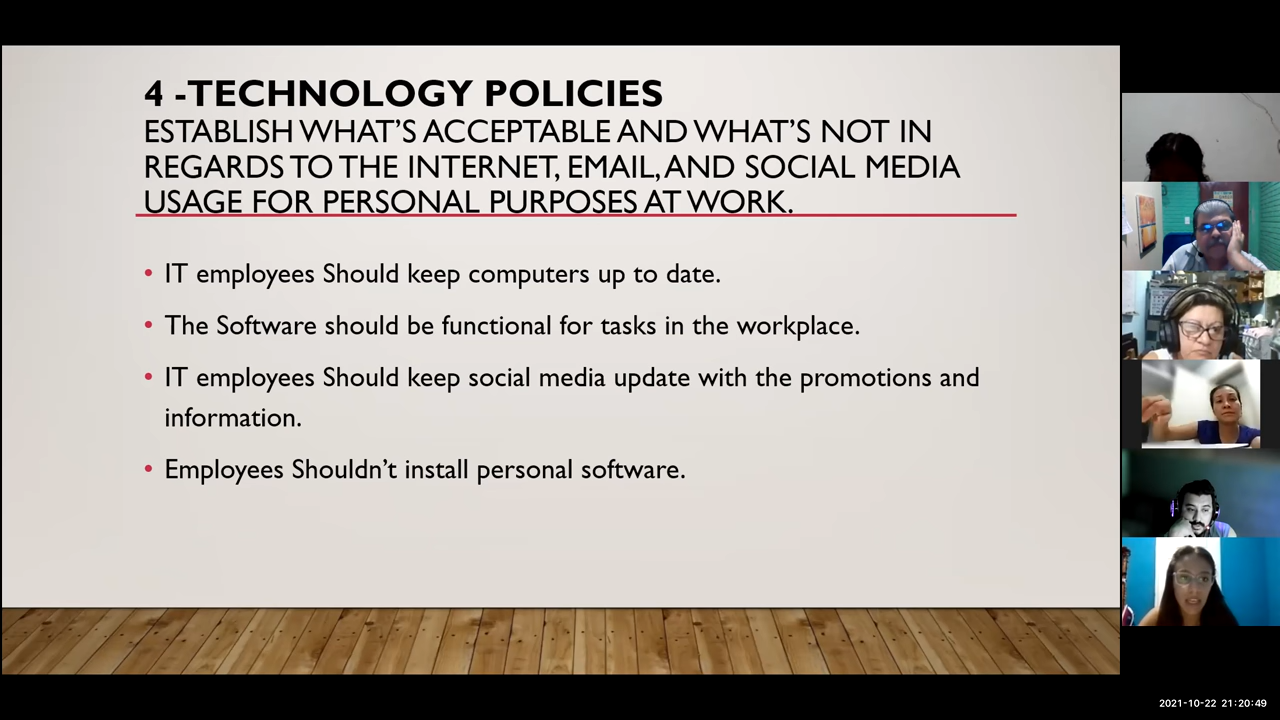 4 -TECHNOLOGY POLICIES
ESTABLISH WHAT'S ACCEPTABLE AND WHAT'S NOT IN
REGARDS TO THE INTERNET, EMAIL, AND SOCIAL MEDIA
USAGE FOR PERSONAL PURPOSES AT WORK.
• IT employees Should keep computers up to date.
• The Software should be functional for tasks in the workplace.
• IT employees Should keep social media update with the promotions and
information.
• Employees Shouldn't install personal software.
2021-10-22 21:20:49